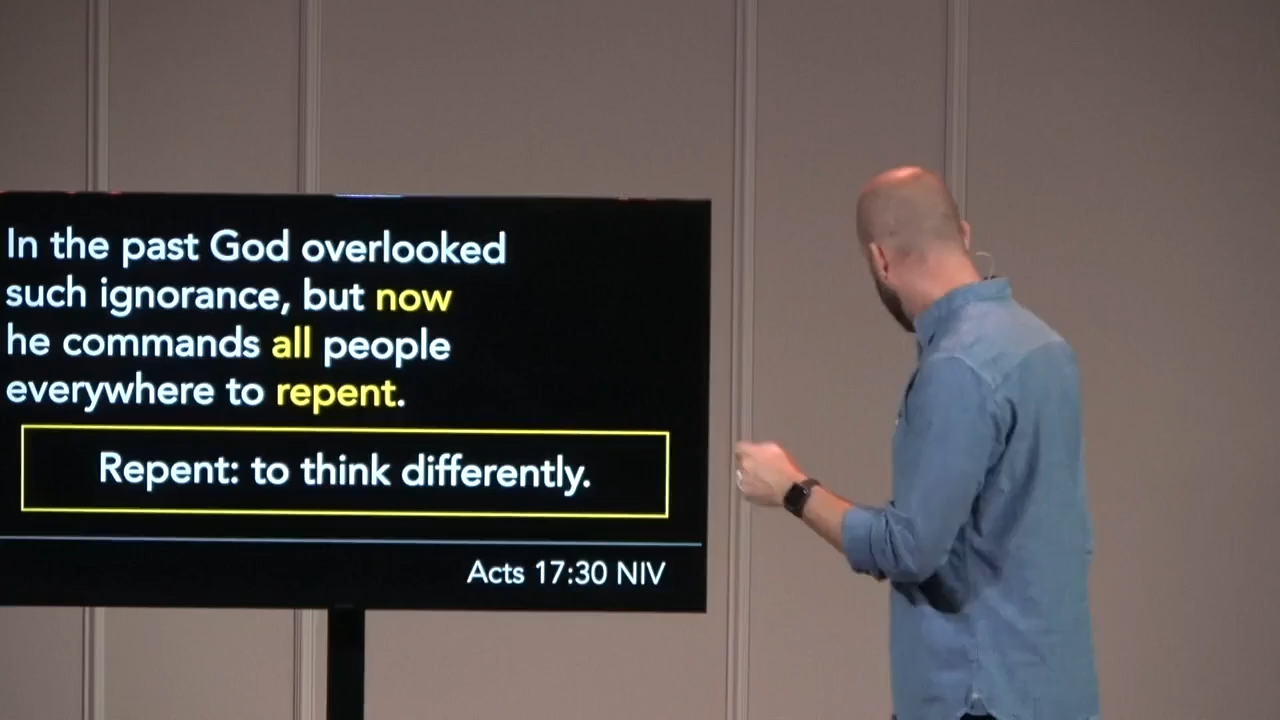 In the past God overlooked
such ignorance, but now
he commands all people
everywhere to repent.
Repent: to think differently.
Acts 17:30 NIV